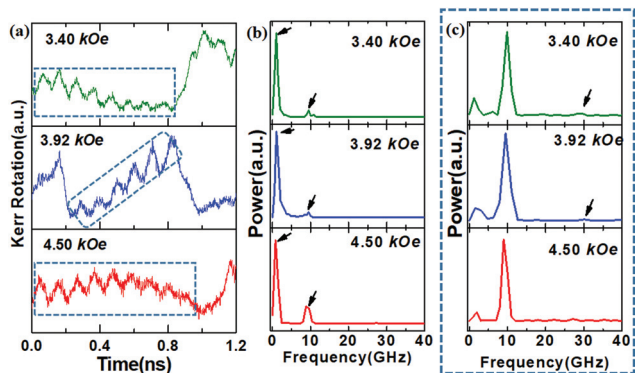 (a)
3.40 kOe
3.92 kOe
4.50 kOe
Kerr Rotation(a.u.)
0.0 0.4 0.8 1.2
Time(ns)
(b)
3.40 kOe
3.92 kOe
4.50 kOe
Power(a.u.)
0 10 20 30 40
Frequency(GHz)
(c)
3.40 kOe
3.92 kOe
4.50 kOe
Power(a.u.)
0 10 20 30 40
Frequency(GHz)